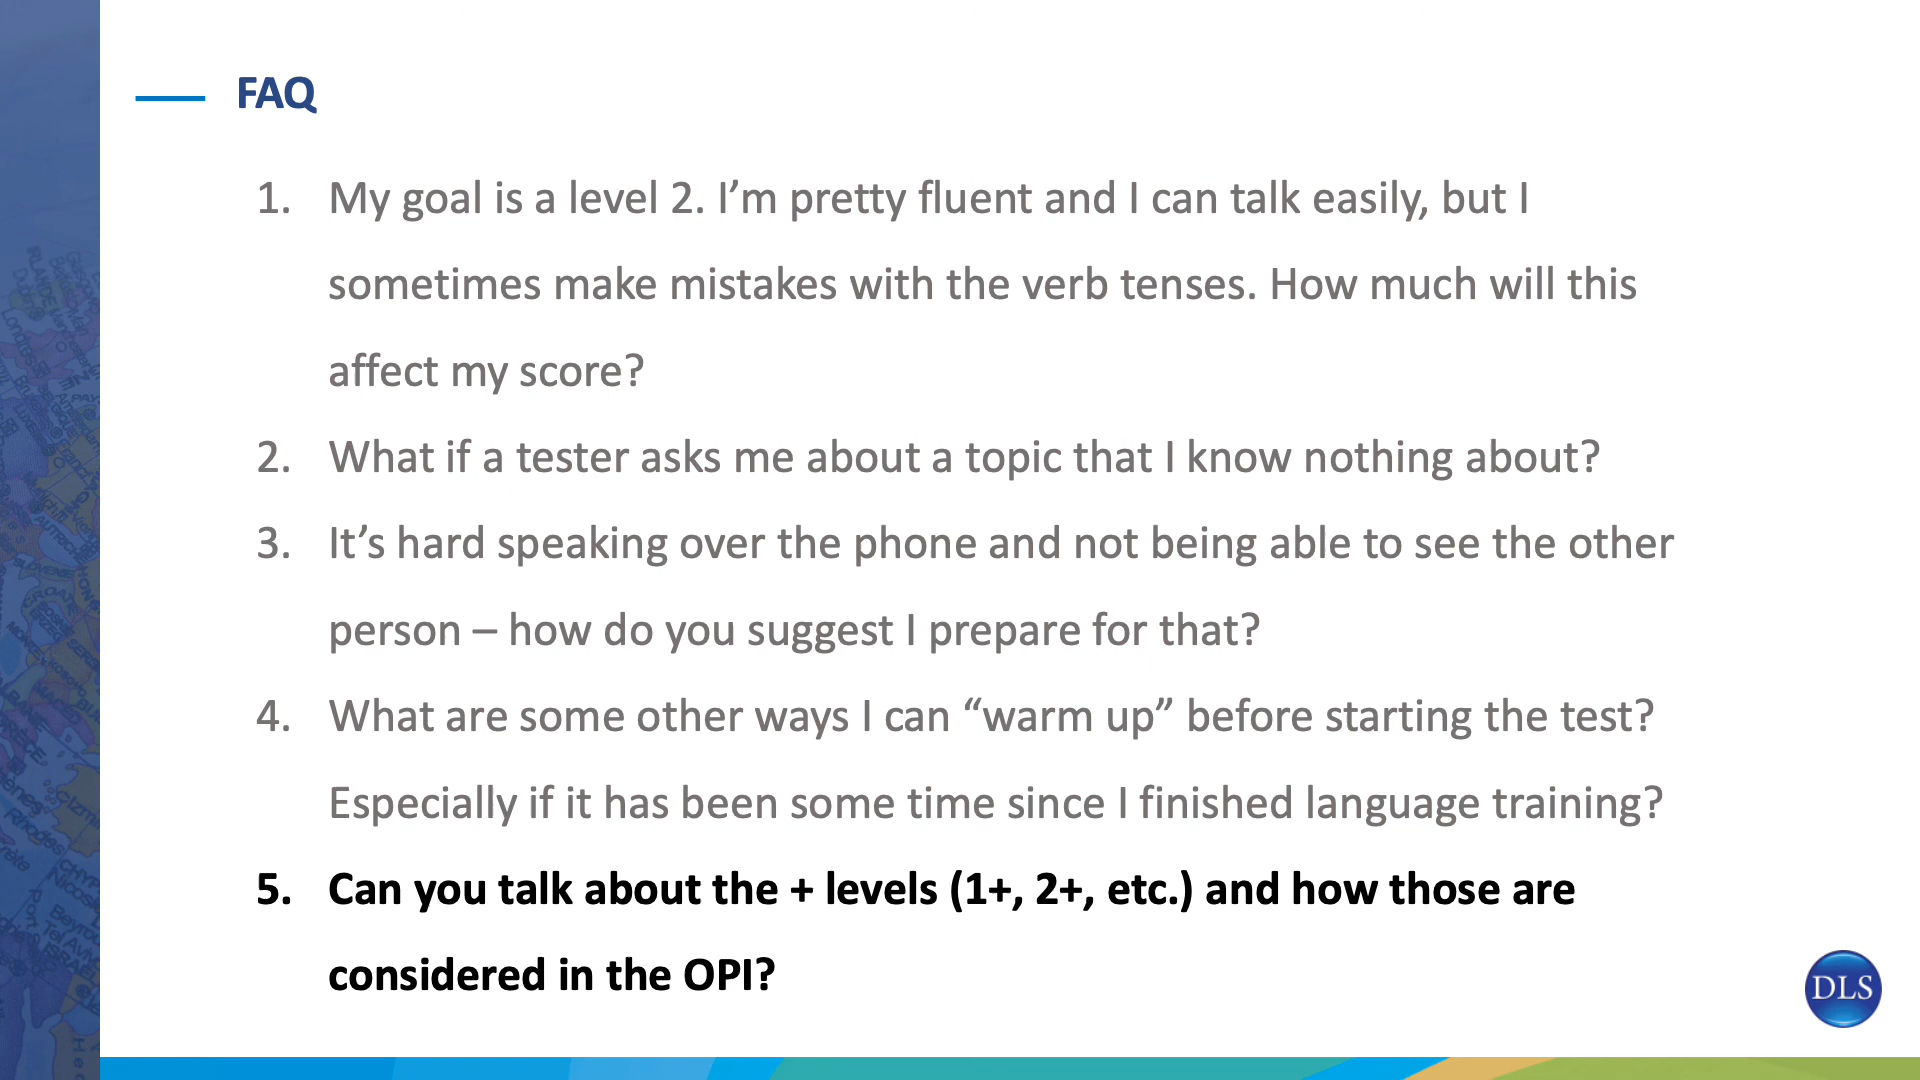 FAQ
1. My goal is a level 2. I’m pretty fluent and I can talk easily, but I
sometimes make mistakes with the verb tenses. How much will this
affect my score?
2. What if a tester asks me about a topic that I know nothing about?
3. It’s hard speaking over the phone and not being able to see the other
person – how do you suggest I prepare for that?
4. What are some other ways I can “warm up” before starting the test?
Especially if it has been some time since I finished language training?
5. Can you talk about the + levels (1+, 2+, etc.) and how those are
considered in the OPI?
DLS